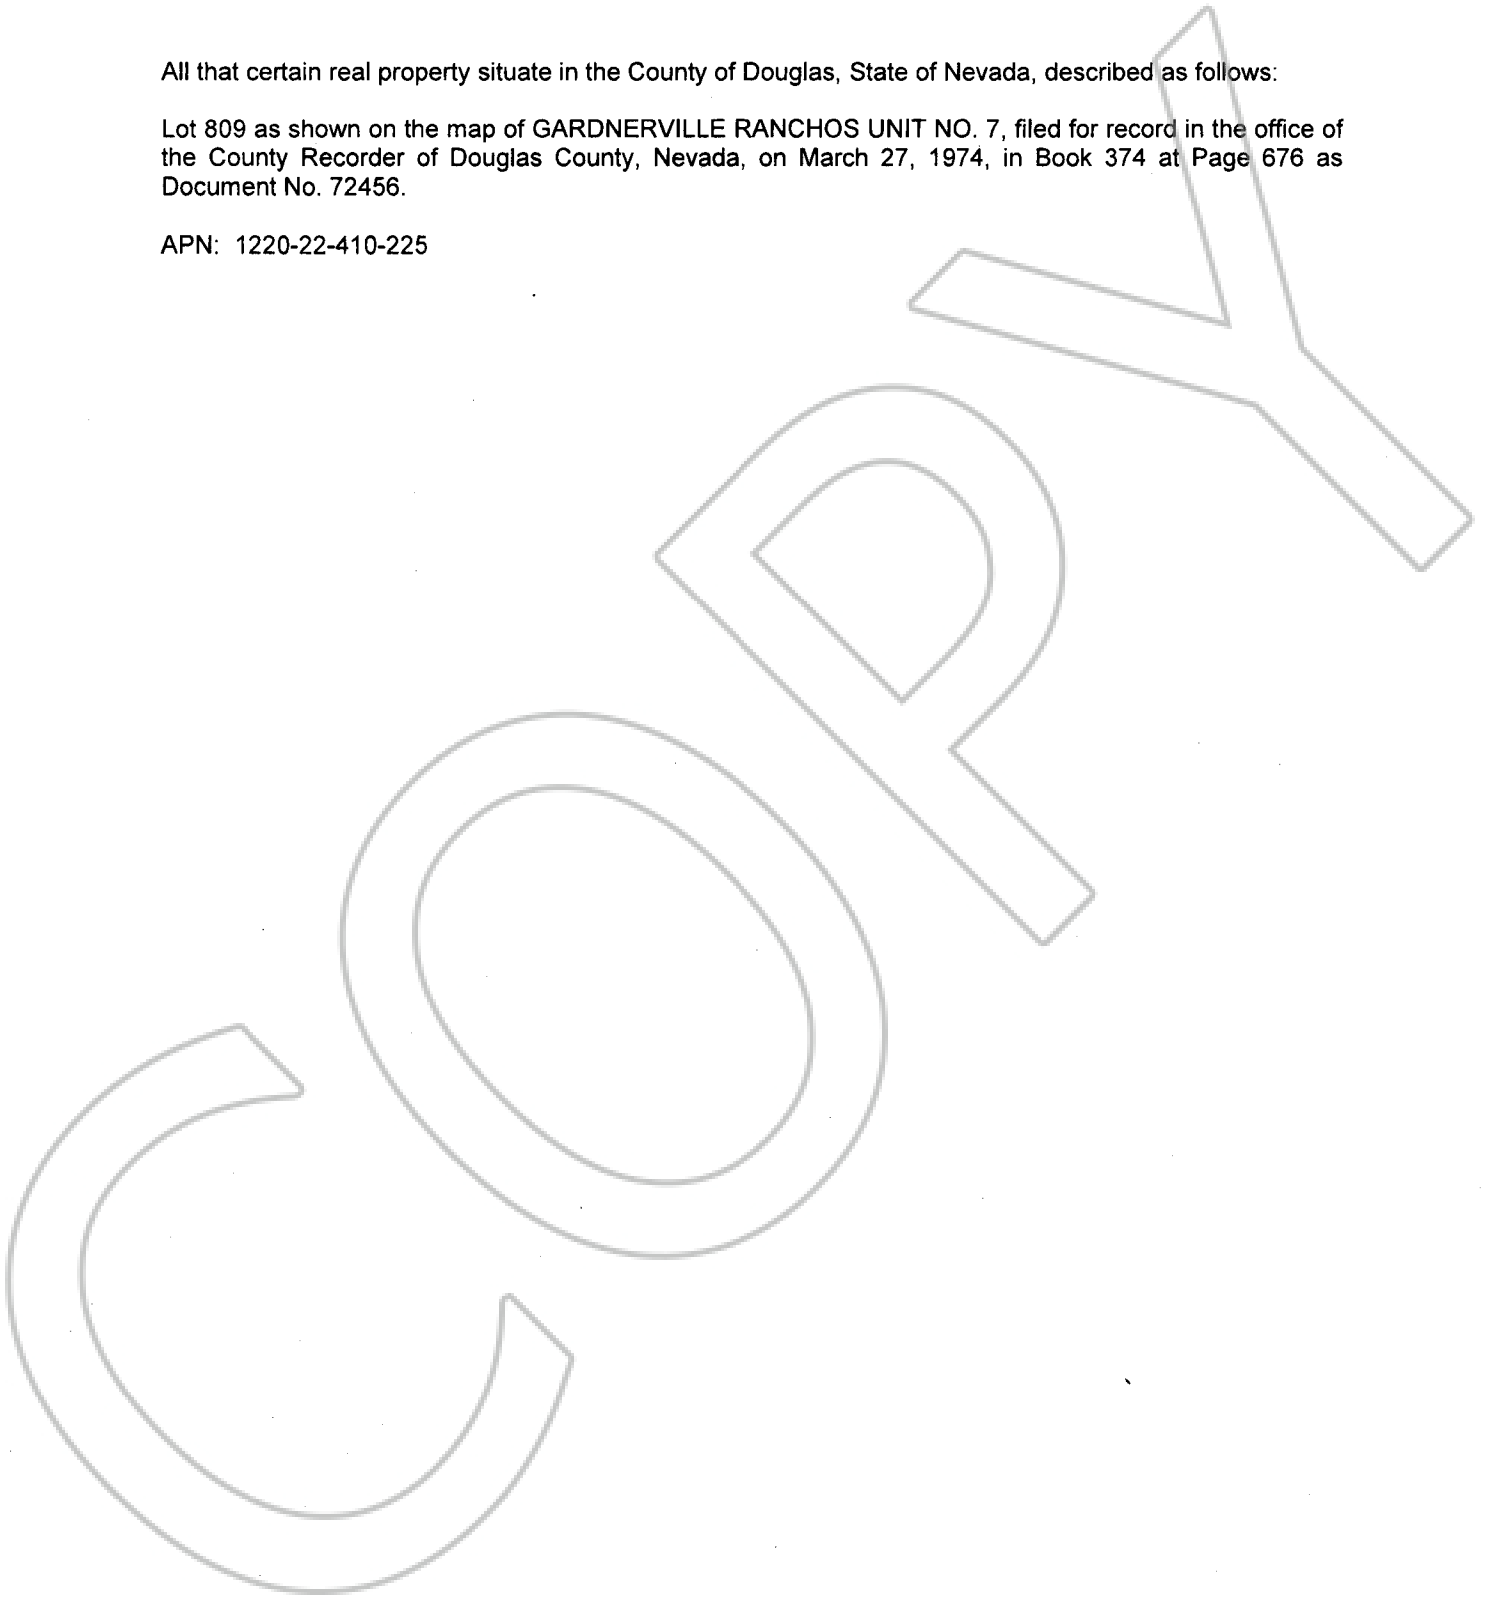 All that certain real property situate in the County of Douglas, State of Nevada, described as follows:
Lot 809 as shown on the map of GARDNERVILLE RANCHOS UNIT NO. 7, filed for record in the office of
the County Recorder of Douglas County, Nevada, on March 27, 1974, in Book 374 at Page 676 as
Document No. 72456.
APN: 1220-22-410-225
COPY